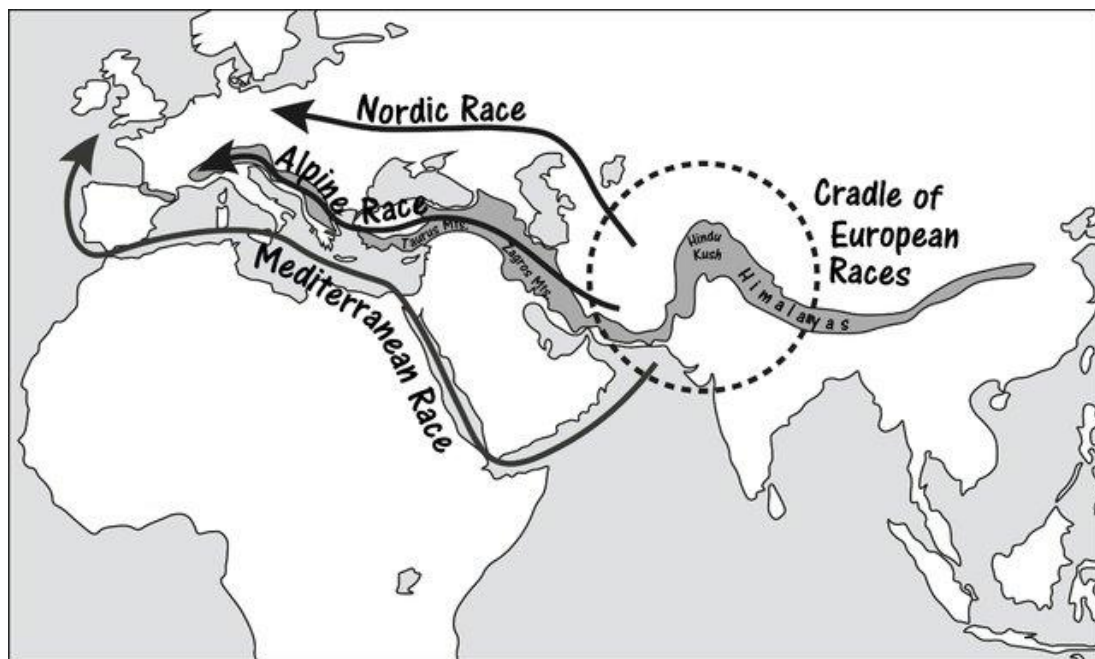 Nordic Race
Alpine Race
Mediterranean Race
Taurus Mts.
Zagros Mts.
Hindu
Kush
Himalayas
Cradle of
European
Races